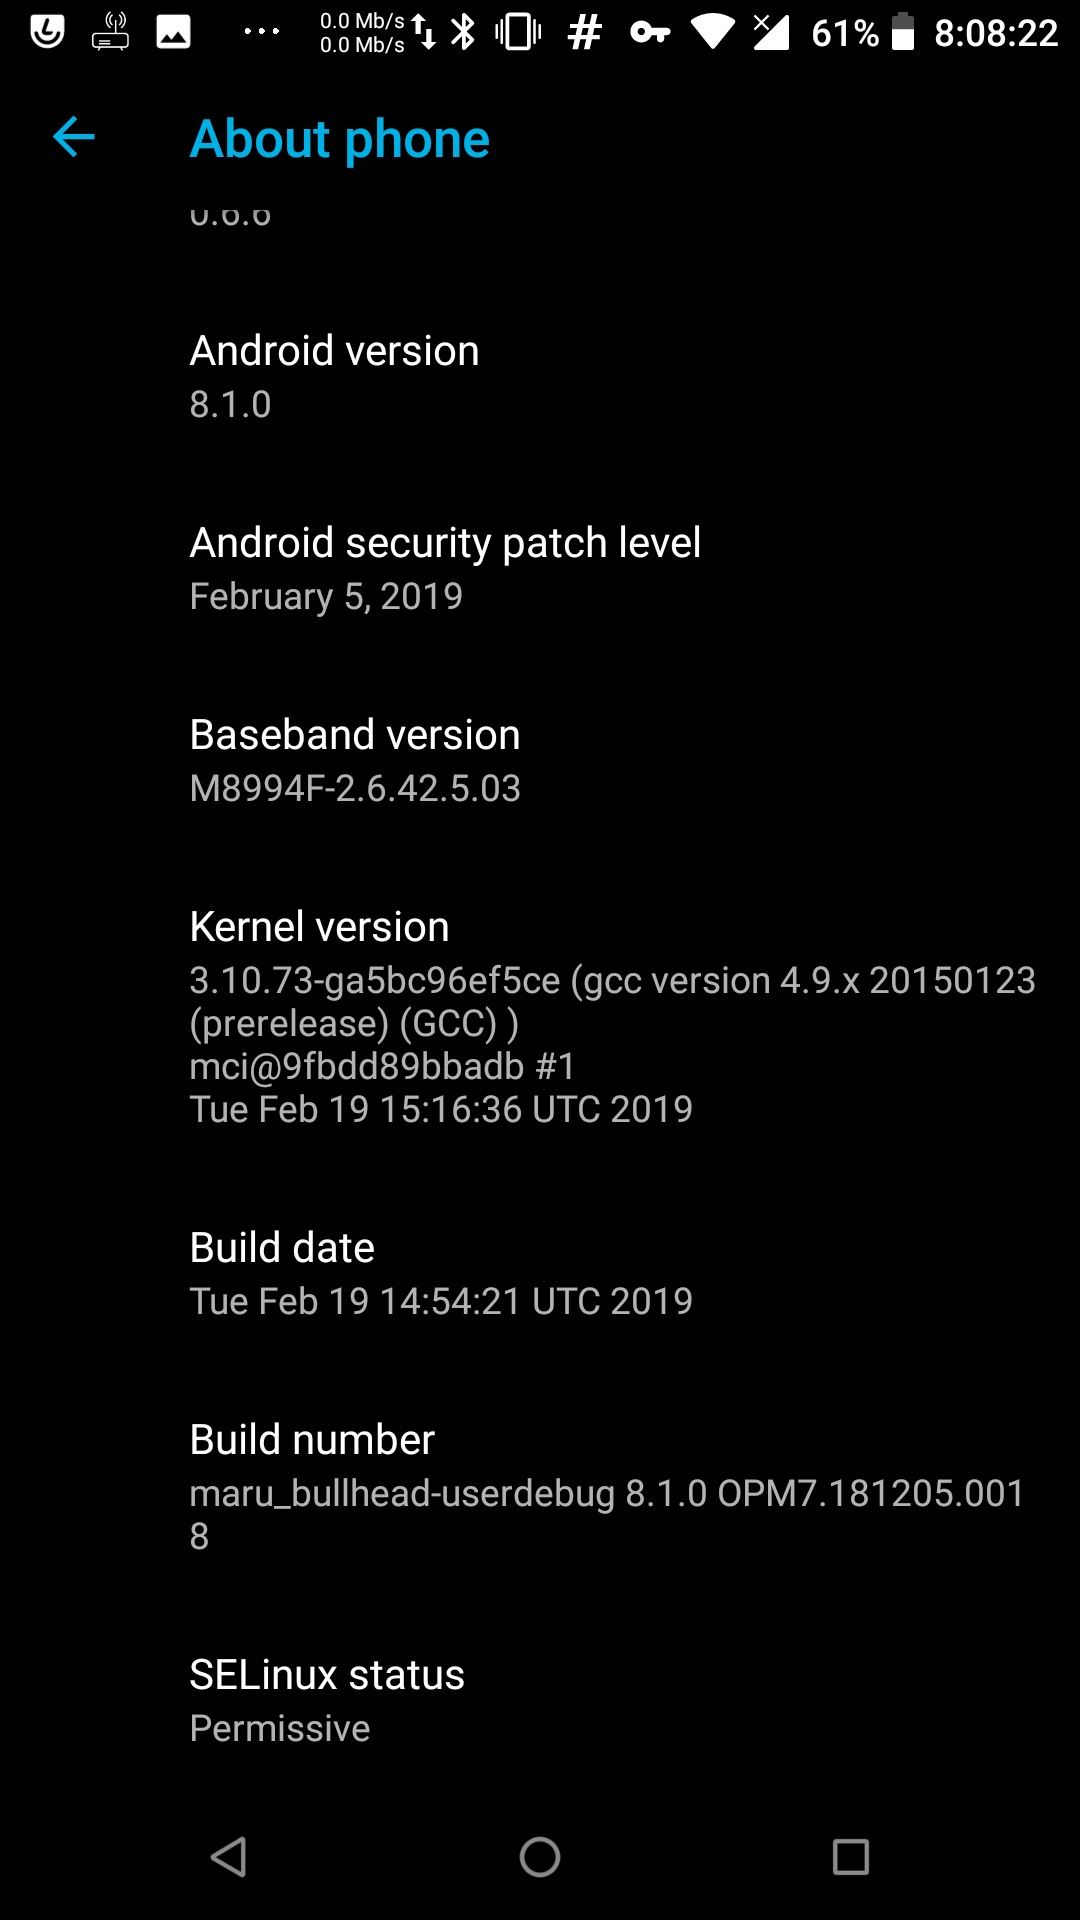 0.0 Mb/s
0.0 Mb/s
61%
8:08:22
About phone
0.6.6
Android version
8.1.0
Android security patch level
February 5, 2019
Baseband version
M8994F-2.6.42.5.03
Kernel version
3.10.73-ga5bc96ef5ce (gcc version 4.9.x 20150123
(prerelease) (GCC) )
mci@9fbdd89bbadb #1
Tue Feb 19 15:16:36 UTC 2019
Build date
Tue Feb 19 14:54:21 UTC 2019
Build number
maru_bullhead-userdebug 8.1.0 OPM7.181205.001
8
SELinux status
Permissive